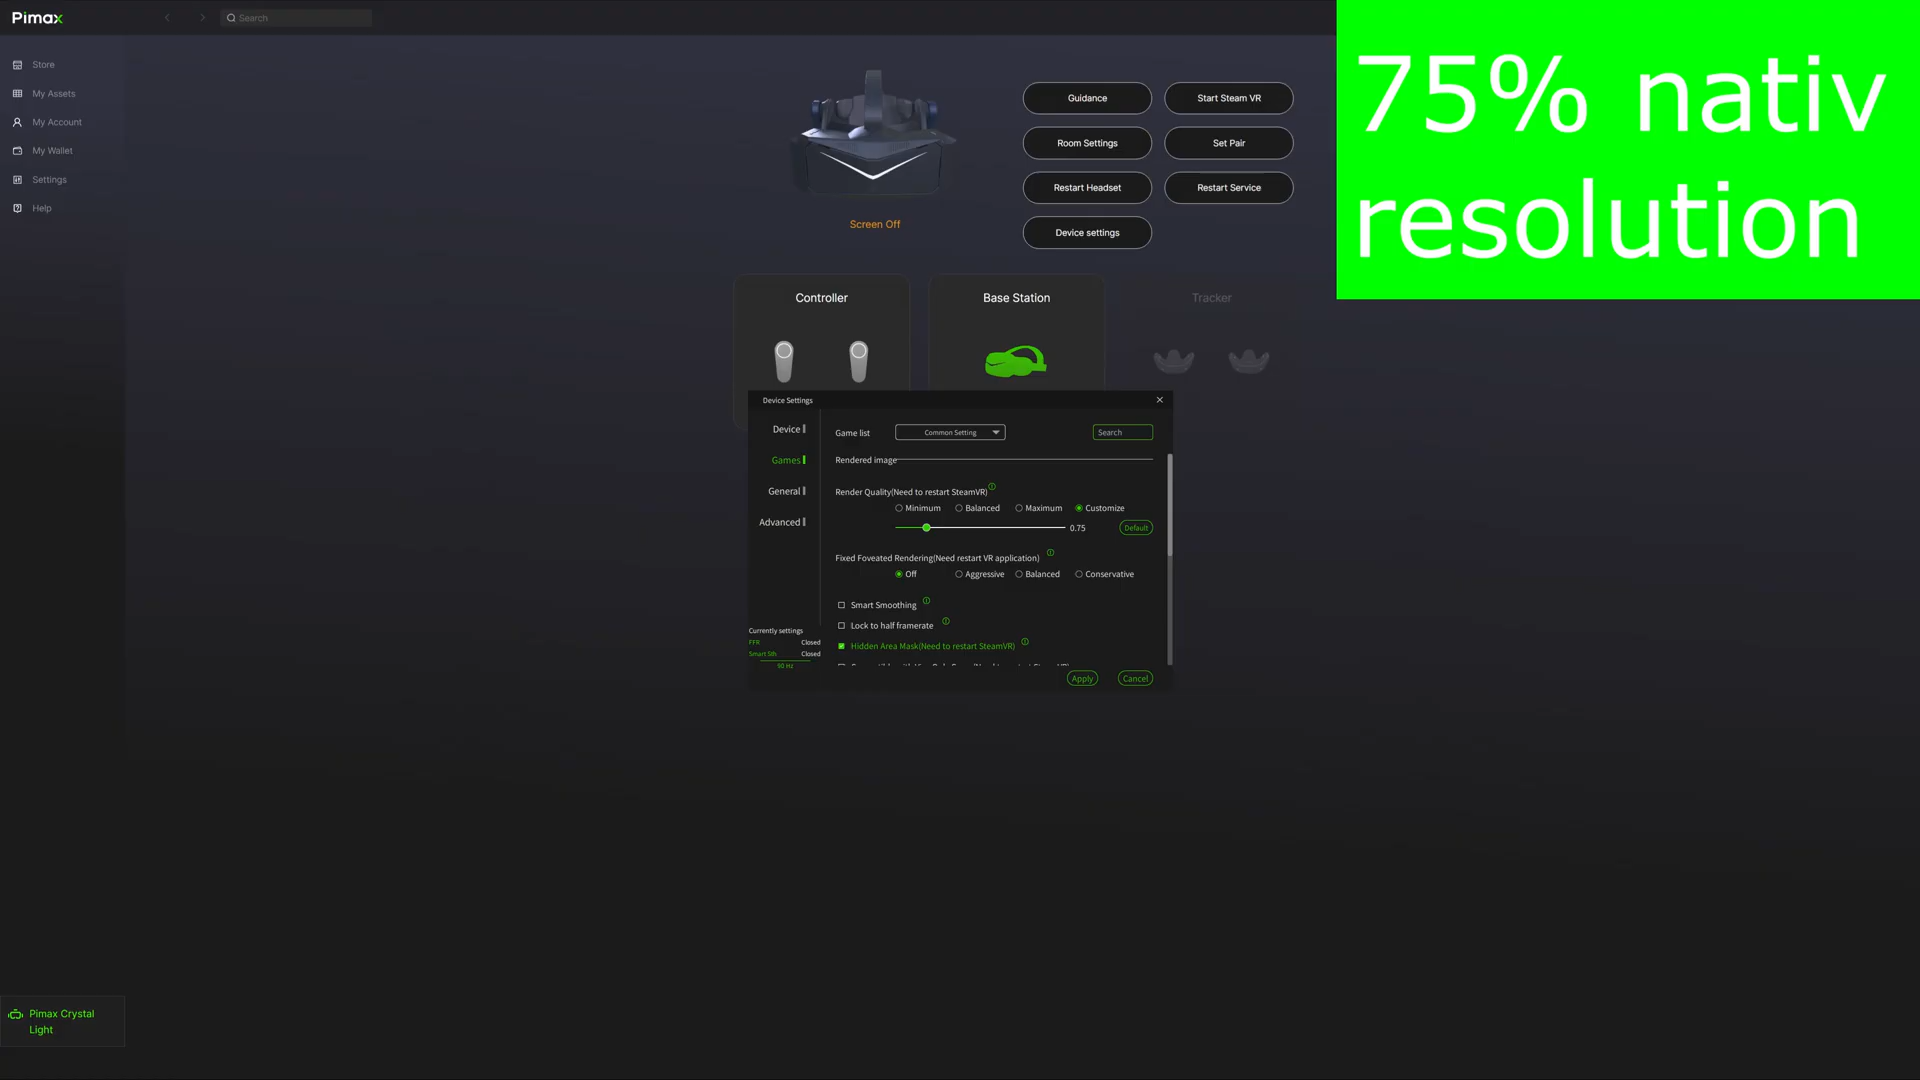 Pimax
Search
Store
My Assets
My Account
My Wallet
Settings
Help
Guidance
Start Steam VR
Room Settings
Set Pair
Restart Headset
Restart Service
Device settings
Screen Off
75% nativ
resolution
Controller
Base Station
Tracker
Device Settings
Device
Games
General
Advanced
Game list
Common Setting
Search
Rendered image
Render Quality(Need to restart SteamVR)
Minimum
Balanced
Maximum
Customize
0.75
Default
Fixed Foveated Rendering(Need restart VR application)
Off
Aggressive
Balanced
Conservative
Smart Smoothing
Lock to half framerate
Hidden Area Mask(Need to restart SteamVR)
Currently settings
FFR Closed
Smart Sth Closed
90 Hz
Apply
Cancel
Pimax Crystal
Light